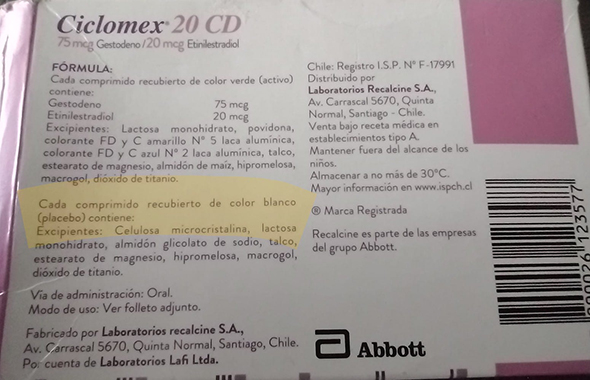 Ciclomex® 20 CD
75 mcg Gestodeno/20 mcg Etinilestradiol
FÓRMULA:
Cada comprimido recubierto de color verde (activo)
contiene:
Gestodeno 75 mcg
Etinilestradiol 20 mcg
Excipientes: Lactosa monohidrato, povidona,
colorante FD y C amarillo N° 5 laca alumínica,
colorante FD y C azul N° 2 laca alumínica, talco,
estearato de magnesio, almidón de maíz, hipromelosa,
macrogol, dióxido de titanio.
Cada comprimido recubierto de color blanco
(placebo) contiene:
Excipientes: Celulosa microcristalina, lactosa
monohidrato, almidón glicolato de sodio, talco,
estearato de magnesio, hipromelosa, macrogol,
dióxido de titanio.
Vía de administración: Oral.
Modo de uso: Ver folleto adjunto.
Fabricado por Laboratorios recalcine S.A.,
Av. Carrascal 5670, Quinta Normal, Santiago, Chile.
Por cuenta de Laboratorios Lafi Ltda.
Chile: Registro I.S.P. N° F-17991
Distribuido por
Laboratorios Recalcine S.A.,
Av. Carrascal 5670, Quinta
Normal, Santiago - Chile.
Venta bajo receta médica en
establecimientos tipo A.
Mantener fuera del alcance de los
niños.
Almacenar a no más de 30°C.
Mayor información en www.ispch.cl
® Marca Registrada
Recalcine es parte de las empresas
del grupo Abbott.
Abbott
000026 123577